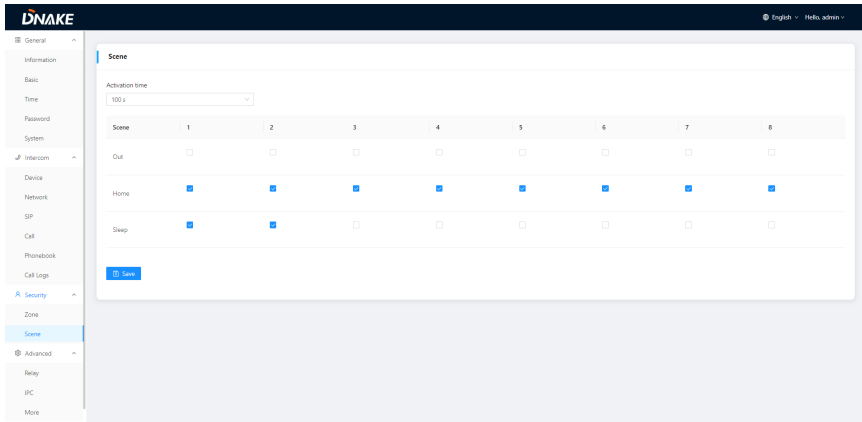 DNAKE
English
Hello, admin
General
Information
Basic
Time
Password
System
Intercom
Device
Network
SIP
Call
Phonebook
Call Logs
Security
Zone
Scene
Advanced
Relay
IPC
More
Scene
Activation time
100 s
Scene 1 2 3 4 5 6 7 8
Out
Home
Sleep
Save